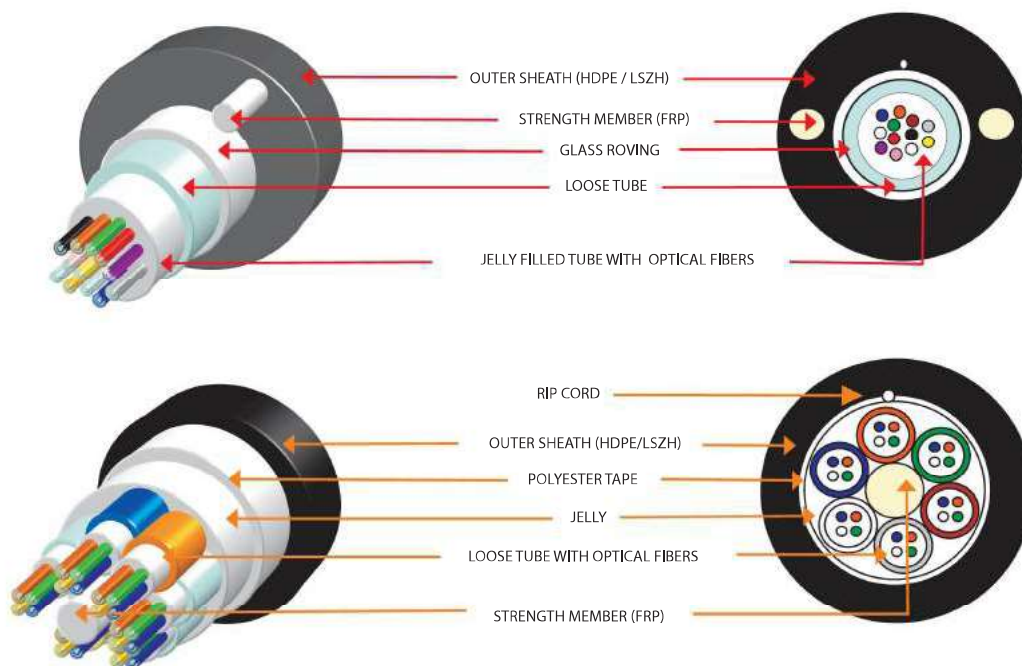 OUTER SHEATH (HDPE / LSZH)
STRENGTH MEMBER (FRP)
GLASS ROVING
LOOSE TUBE
JELLY FILLED TUBE WITH OPTICAL FIBERS
RIP CORD
OUTER SHEATH (HDPE/LSZH)
POLYESTER TAPE
JELLY
LOOSE TUBE WITH OPTICAL FIBERS
STRENGTH MEMBER (FRP)